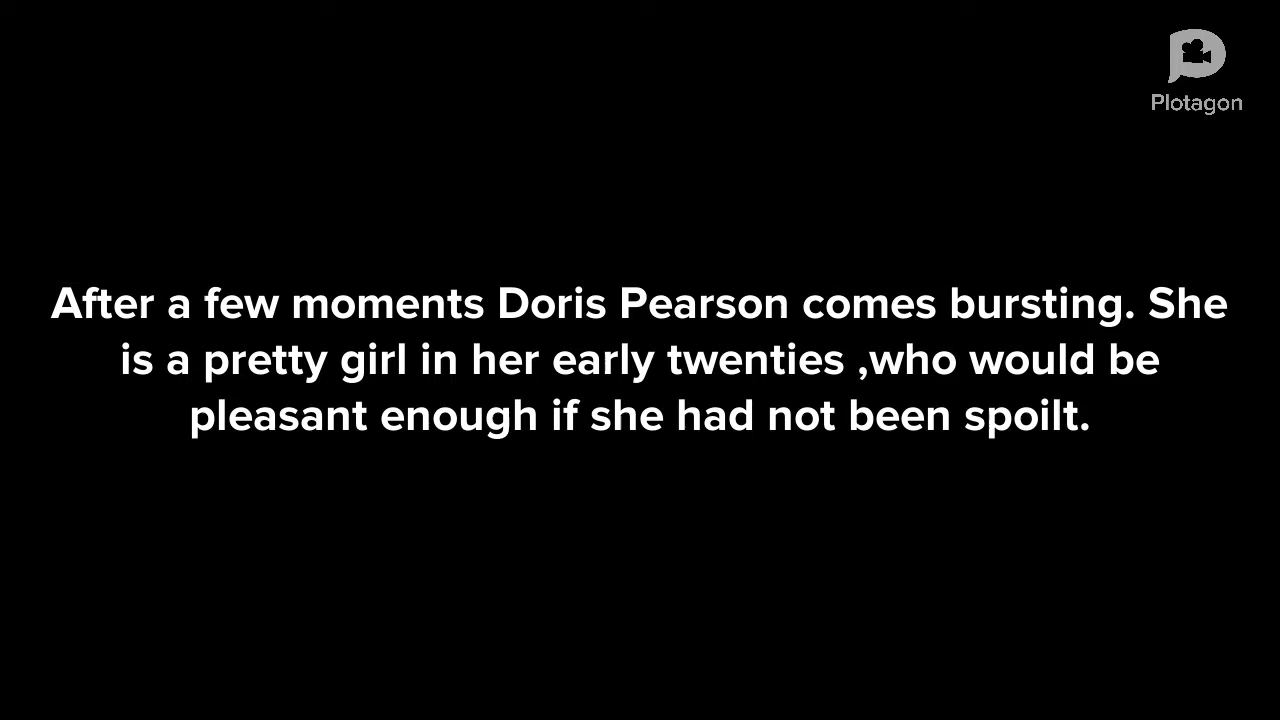 Plotagon
After a few moments Doris Pearson comes bursting. She
is a pretty girl in her early twenties ,who would be
pleasant enough if she had not been spoilt.